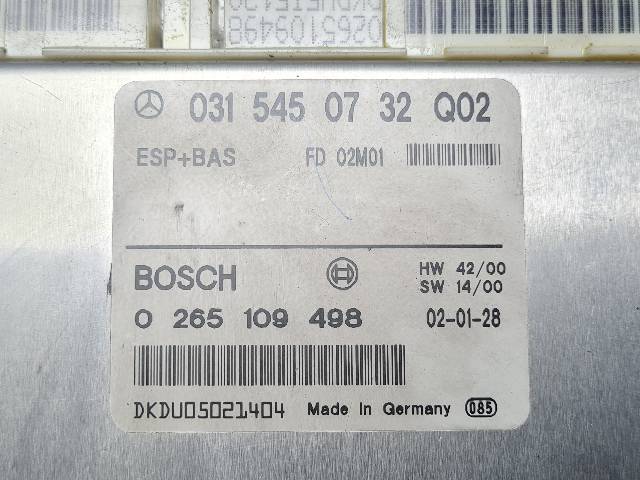 0265109498
031 545 07 32 Q02
ESP+BAS FD 02M01
BOSCH HW 42/00
SW 14/00
0 265 109 498 02-01-28
DKDU05021404 Made in Germany 085